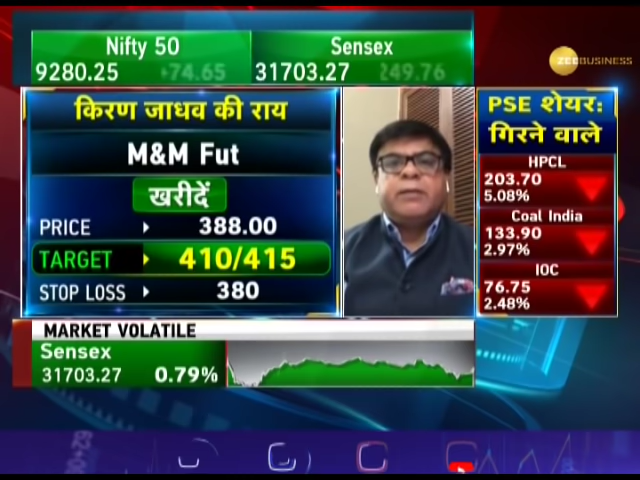 Nifty 50
9280.25 +74.65
Sensex
31703.27 249.76
ZEEBUSINESS
किरण जाधव की राय
M&M Fut
खरीदें
PRICE 388.00
TARGET 410/415
STOP LOSS 380
PSE शेयर:
गिरने वाले
HPCL
203.70
5.08%
Coal India
133.90
2.97%
IOC
76.75
2.48%
MARKET VOLATILE
Sensex
31703.27 0.79%